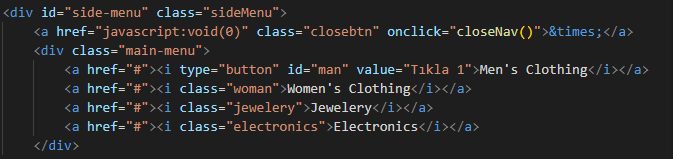 <div id="side-menu" class="sideMenu">
<a href="javascript:void(0)" class="closebtn" onclick="closeNav()">&times;</a>
<div class="main-menu">
<a href="#"><i type="button" id="man" value="Tıkla 1">Men's Clothing</i></a>
<a href="#"><i class="woman">Women's Clothing</i></a>
<a href="#"><i class="jewelery">Jewelery</i></a>
<a href="#"><i class="electronics">Electronics</i></a>
</div>